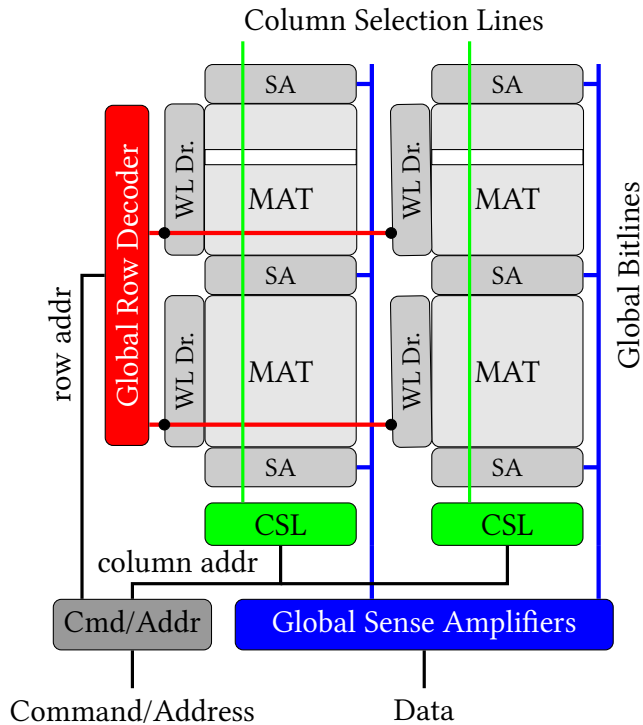 Column Selection Lines
SA
SA
WL Dr.
MAT
WL Dr.
MAT
Global Row Decoder
SA
SA
row addr
Global Bitlines
WL Dr.
MAT
WL Dr.
MAT
SA
SA
CSL
CSL
column addr
Cmd/Addr
Global Sense Amplifiers
Command/Address
Data